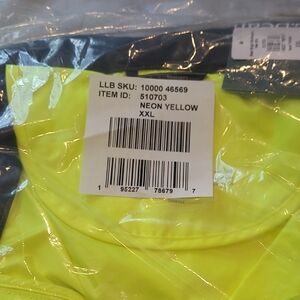 LLB SKU: 10000 46569
ITEM ID: 510703
NEON YELLOW
XXL
1 95227 78679 7